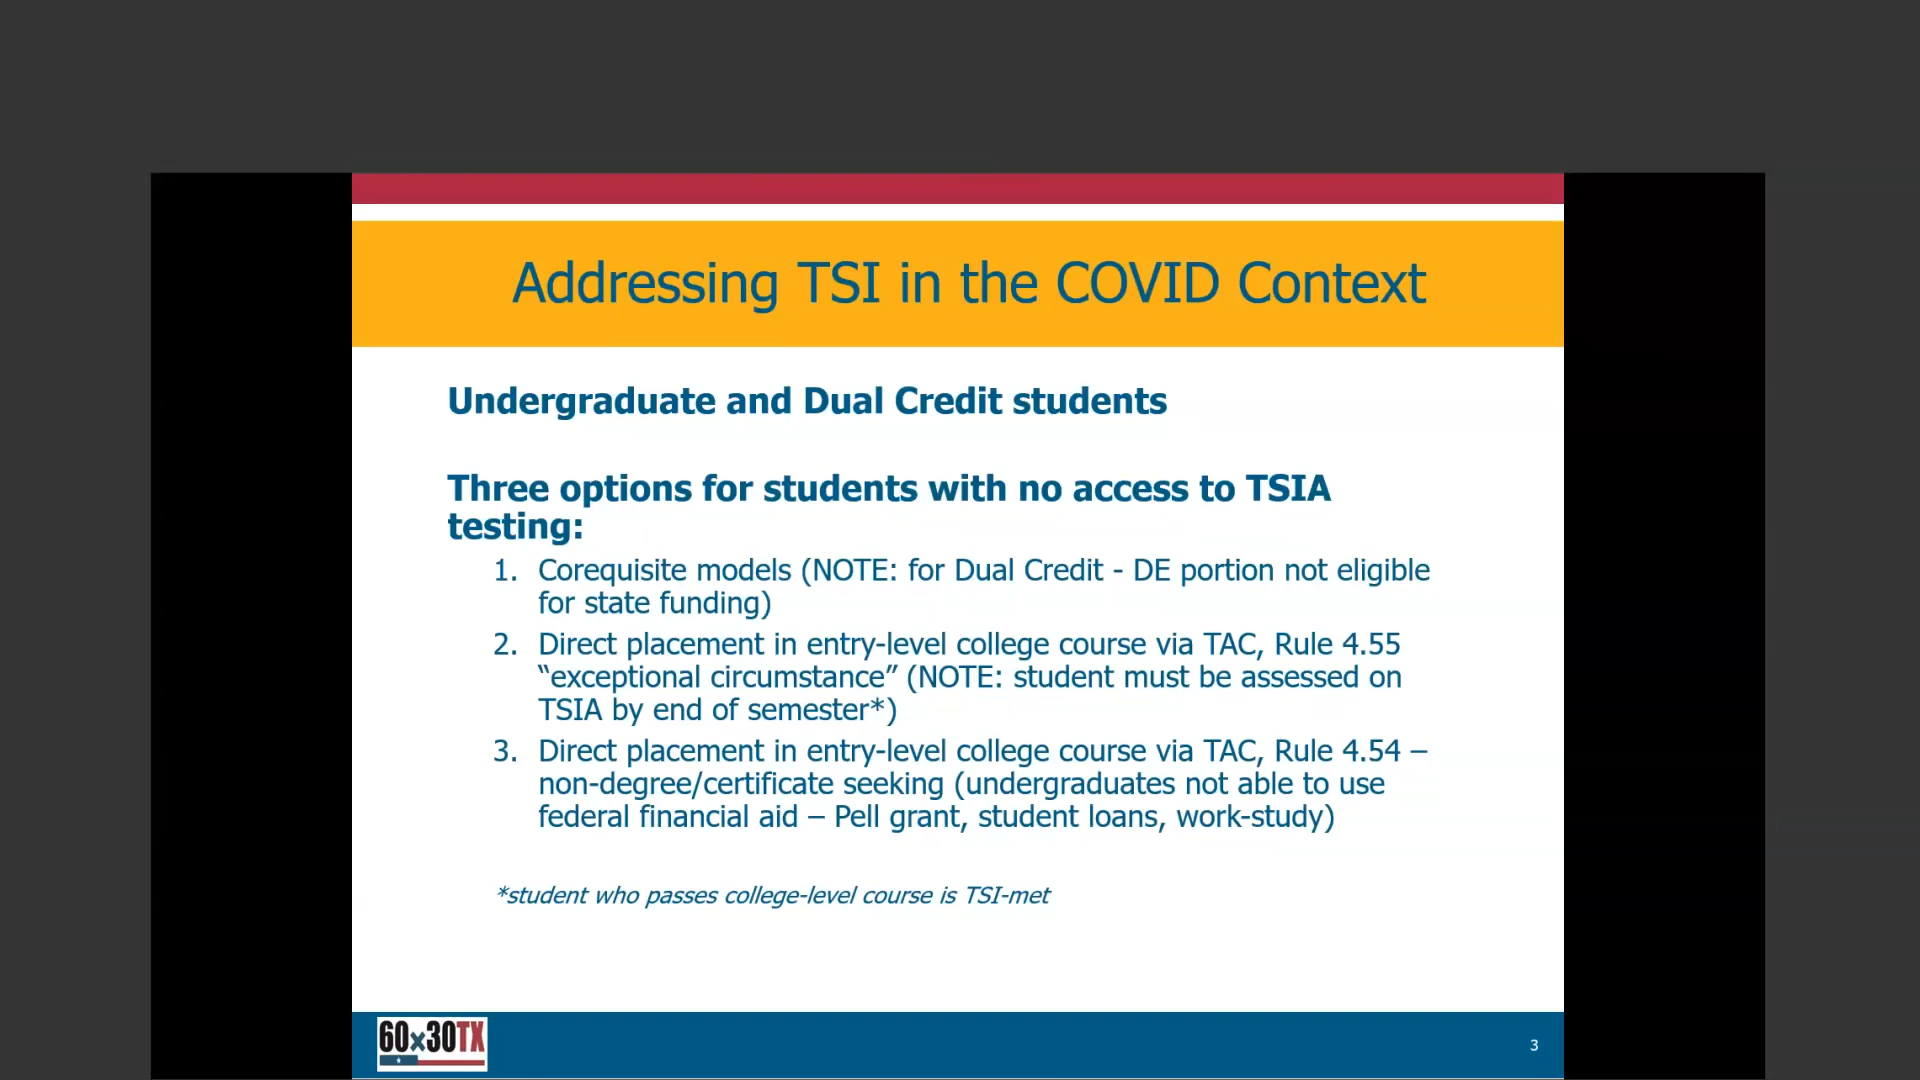 Addressing TSI in the COVID Context
Undergraduate and Dual Credit students
Three options for students with no access to TSIA
testing:
1. Corequisite models (NOTE: for Dual Credit - DE portion not eligible
for state funding)
2. Direct placement in entry-level college course via TAC, Rule 4.55
“exceptional circumstance” (NOTE: student must be assessed on
TSIA by end of semester*)
3. Direct placement in entry-level college course via TAC, Rule 4.54 –
non-degree/certificate seeking (undergraduates not able to use
federal financial aid – Pell grant, student loans, work-study)
*student who passes college-level course is TSI-met
60x30TX
3